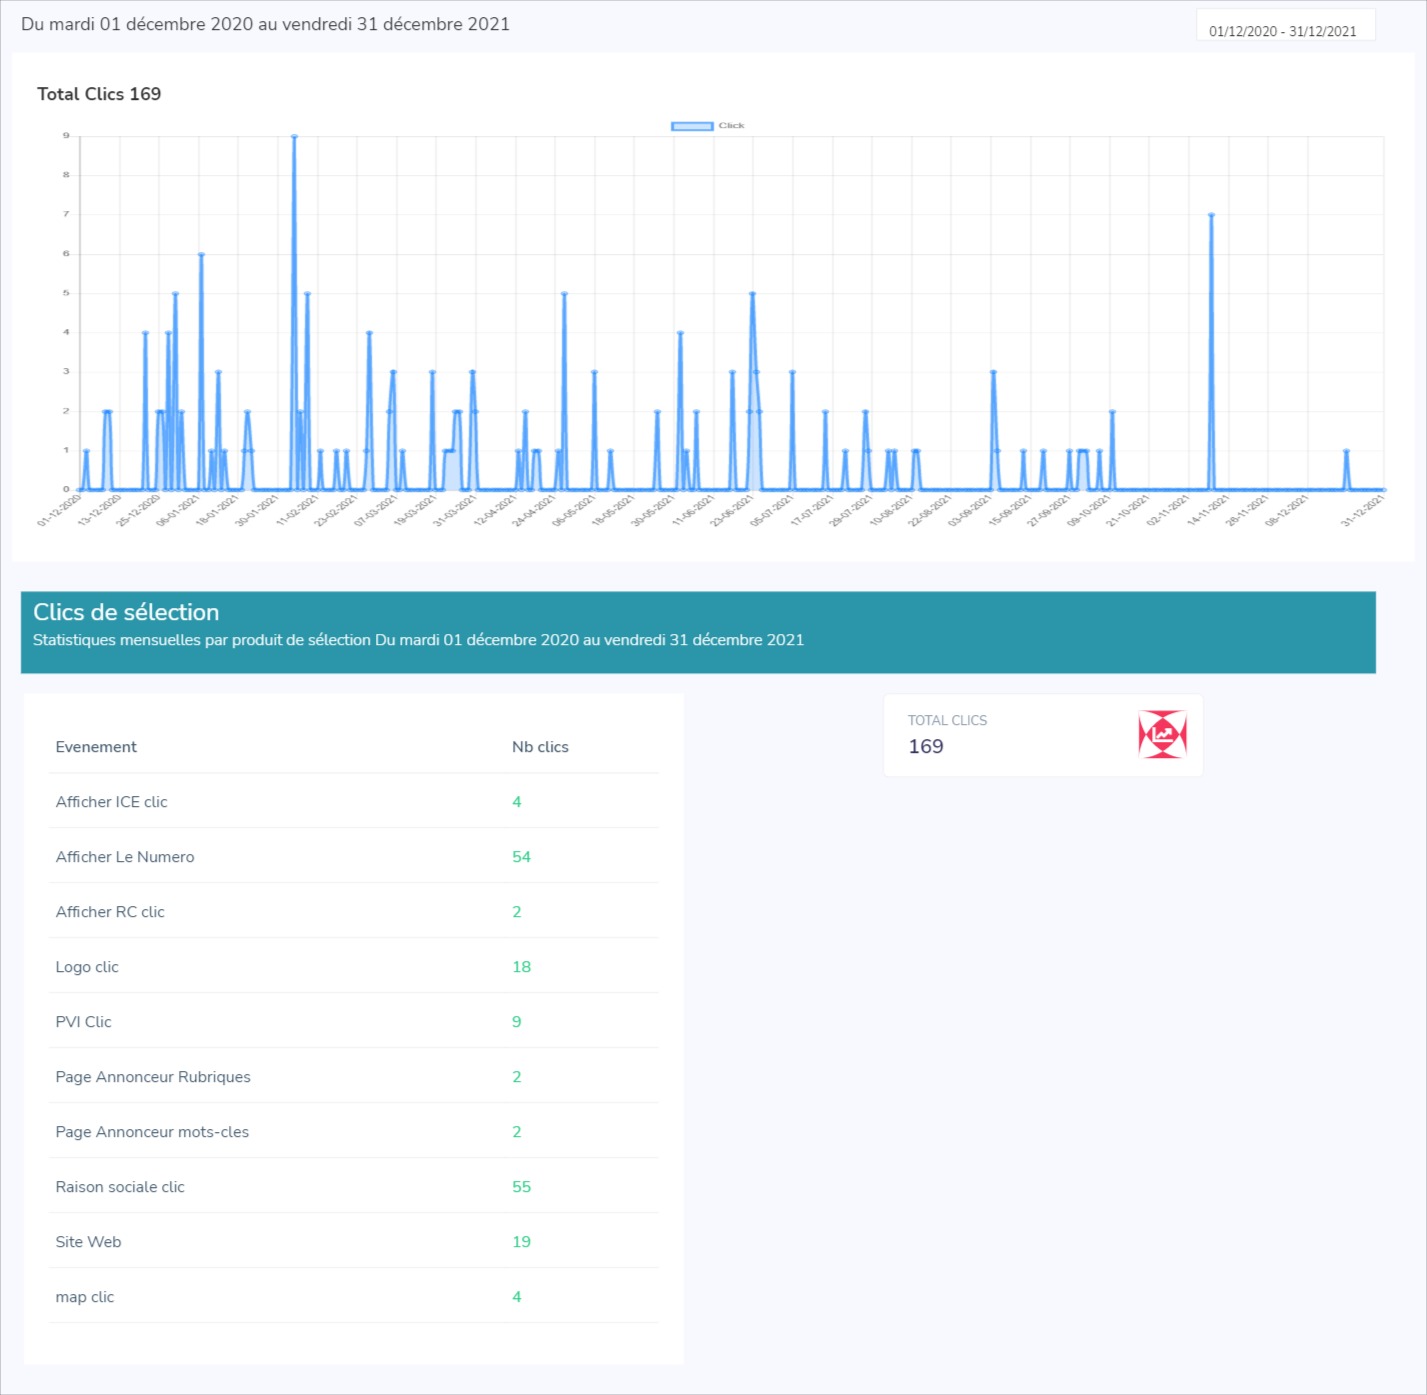 Du mardi 01 décembre 2020 au vendredi 31 décembre 2021
01/12/2020 - 31/12/2021
Total Clics 169
Click
9
8
7
6
5
4
3
2
1
0
01-12-2020
13-12-2020
25-12-2020
06-01-2021
18-01-2021
30-01-2021
11-02-2021
23-02-2021
07-03-2021
19-03-2021
31-03-2021
12-04-2021
24-04-2021
06-05-2021
18-05-2021
30-05-2021
11-06-2021
23-06-2021
05-07-2021
17-07-2021
29-07-2021
10-08-2021
22-08-2021
03-09-2021
15-09-2021
27-09-2021
09-10-2021
21-10-2021
02-11-2021
14-11-2021
26-11-2021
08-12-2021
31-12-2021
Clics de sélection
Statistiques mensuelles par produit de sélection Du mardi 01 décembre 2020 au vendredi 31 décembre 2021
Evenement Nb clics
Afficher ICE clic 4
Afficher Le Numero 54
Afficher RC clic 2
Logo clic 18
PVI Clic 9
Page Annonceur Rubriques 2
Page Annonceur mots-cles 2
Raison sociale clic 55
Site Web 19
map clic 4
TOTAL CLICS
169